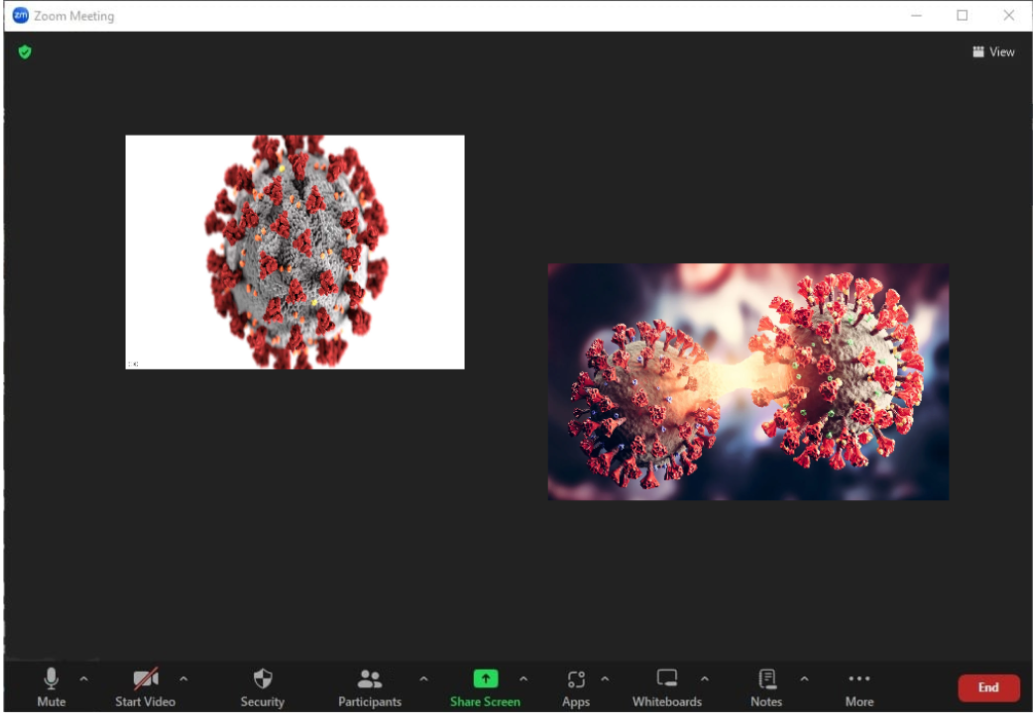 zm Zoom Meeting
View
Mute
Start Video
Security
Participants
Share Screen
Apps
Whiteboards
Notes
More
End